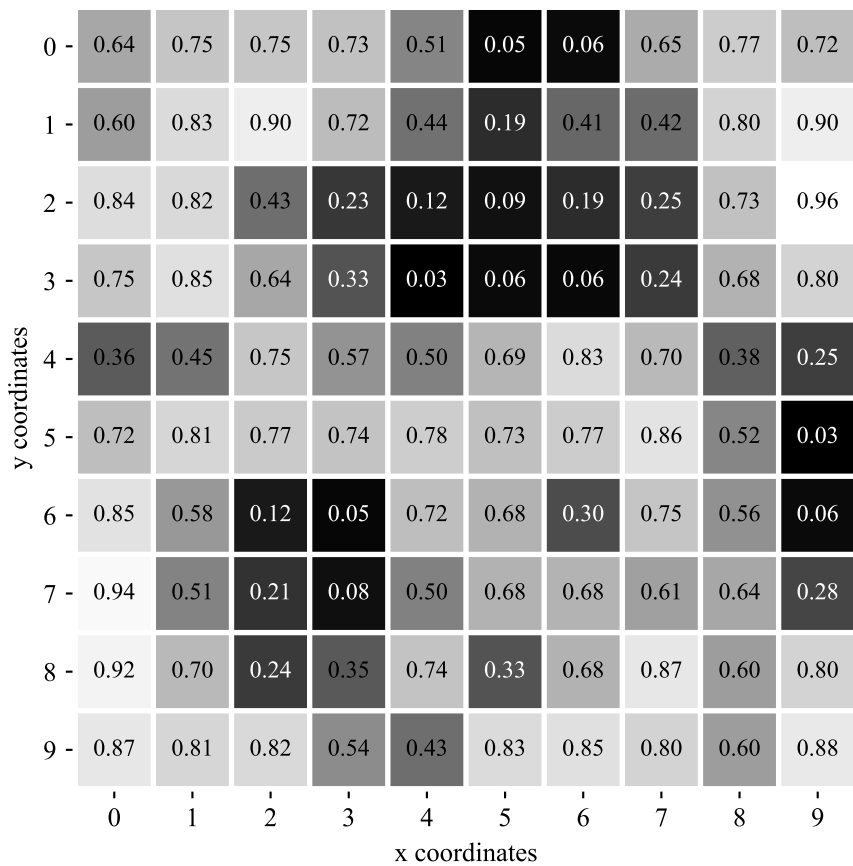 0 0.64 0.75 0.75 0.73 0.51 0.05 0.06 0.65 0.77 0.72
1 0.60 0.83 0.90 0.72 0.44 0.19 0.41 0.42 0.80 0.90
2 0.84 0.82 0.43 0.23 0.12 0.09 0.19 0.25 0.73 0.96
3 0.75 0.85 0.64 0.33 0.03 0.06 0.06 0.24 0.68 0.80
4 0.36 0.45 0.75 0.57 0.50 0.69 0.83 0.70 0.38 0.25
5 0.72 0.81 0.77 0.74 0.78 0.73 0.77 0.86 0.52 0.03
6 0.85 0.58 0.12 0.05 0.72 0.68 0.30 0.75 0.56 0.06
7 0.94 0.51 0.21 0.08 0.50 0.68 0.68 0.61 0.64 0.28
8 0.92 0.70 0.24 0.35 0.74 0.33 0.68 0.87 0.60 0.80
9 0.87 0.81 0.82 0.54 0.43 0.83 0.85 0.80 0.60 0.88
0 1 2 3 4 5 6 7 8 9
x coordinates
y coordinates